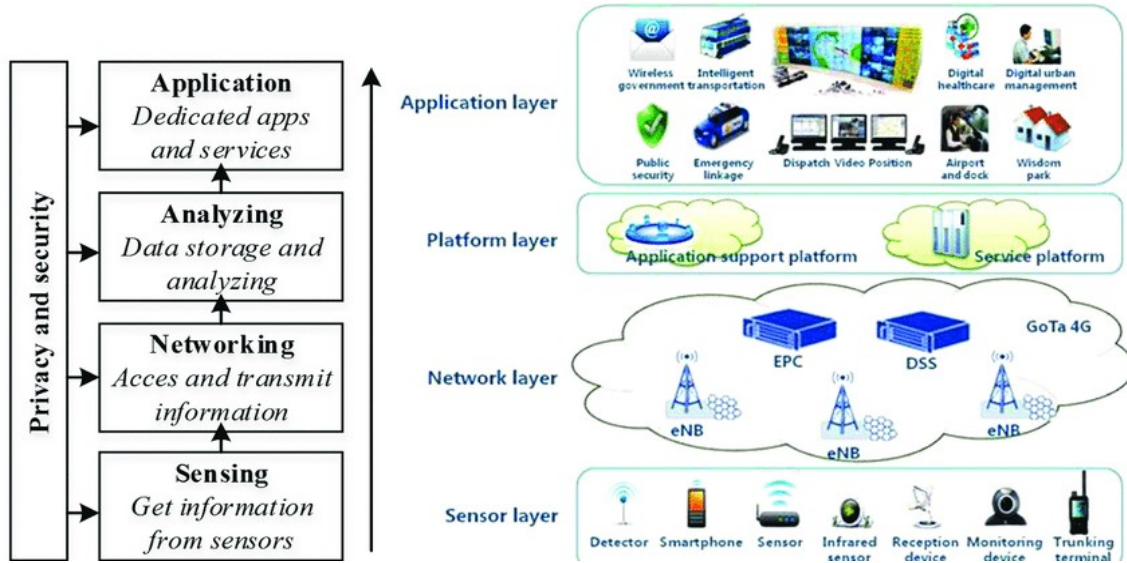 Privacy and security
Application
Dedicated apps
and services
Analyzing
Data storage and
analyzing
Networking
Acces and transmit
information
Sensing
Get information
from sensors
Application layer
Wireless
government
Intelligent
transportation
Digital
healthcare
Digital urban
management
Public
security
Emergency
linkage
Dispatch Video Position
Airport
and dock
Wisdom
park
Platform layer
Application support platform
Service platform
Network layer
GoTa 4G
EPC
DSS
eNB
eNB
eNB
Sensor layer
Detector
Smartphone
Sensor
Infrared
sensor
Reception
device
Monitoring
device
Trunking
terminal